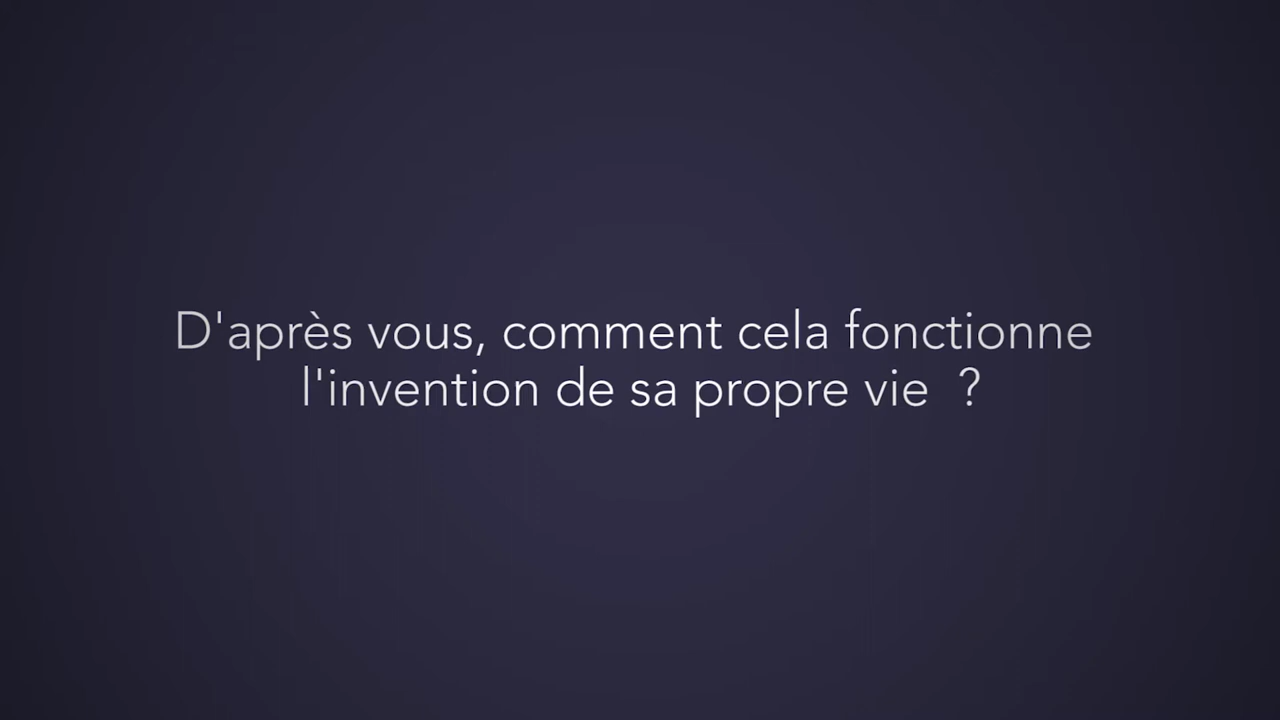 D'après vous, comment cela fonctionne
l'invention de sa propre vie  ?